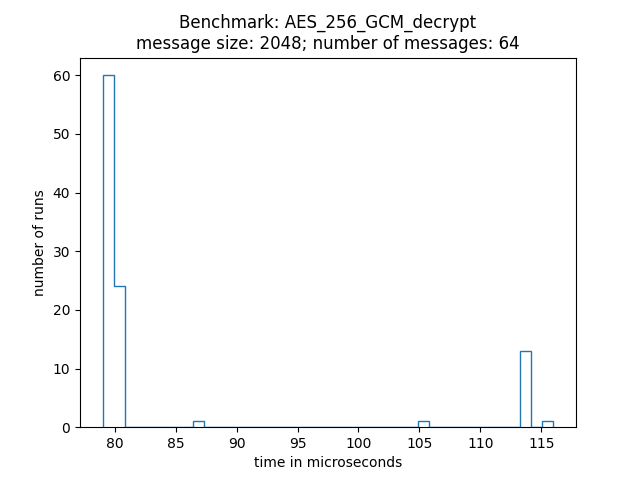 Benchmark: AES_256_GCM_decrypt
message size: 2048; number of messages: 64
number of runs
60
50
40
30
20
10
0
80 85 90 95 100 105 110 115
time in microseconds